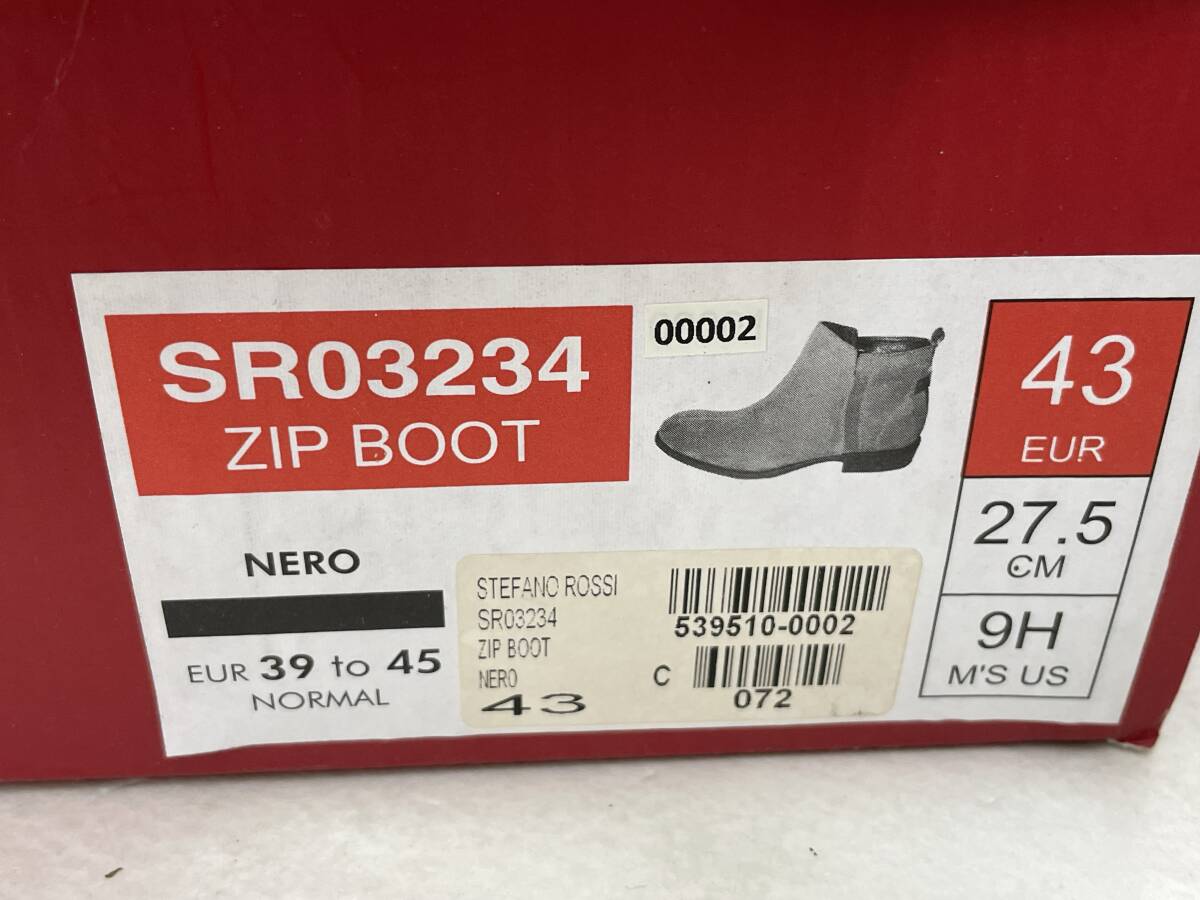 SR03234
ZIP BOOT
00002
43
EUR
27.5
CM
9H
M'S US
NERO
EUR 39 to 45
NORMAL
STEFANO ROSSI
SR03234
ZIP BOOT
NERO
43
539510-0002
C
072